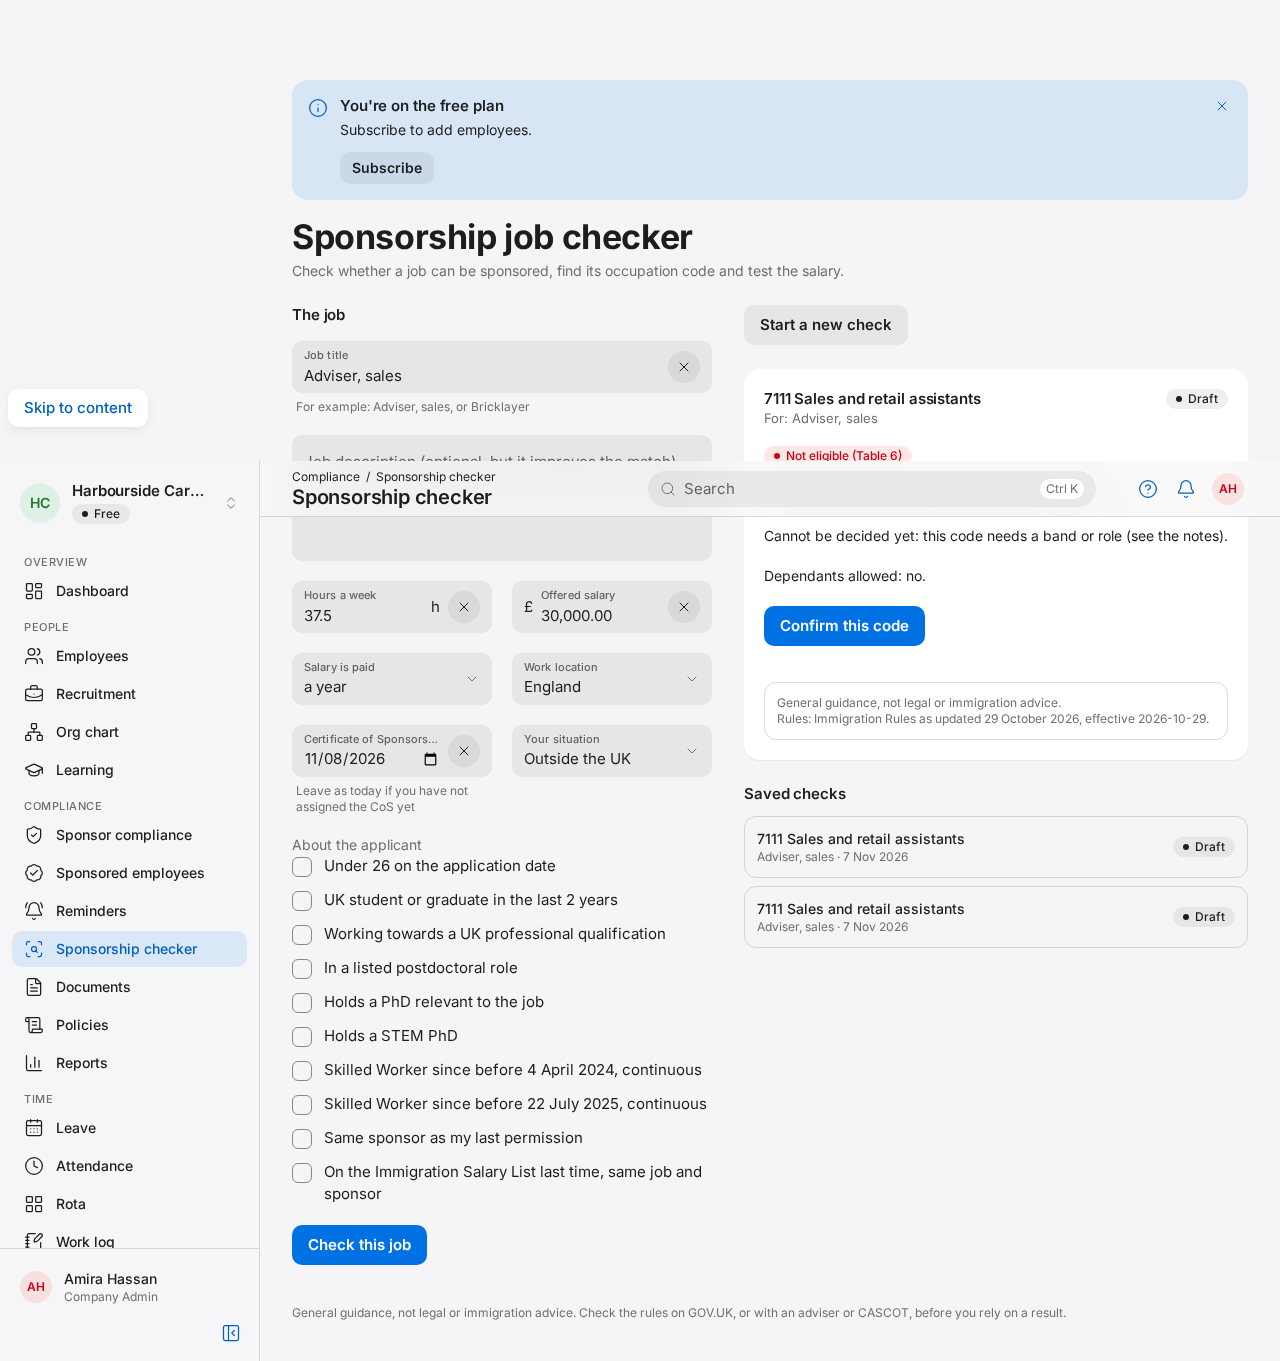 You're on the free plan
Subscribe to add employees.
Subscribe
Sponsorship job checker
Check whether a job can be sponsored, find its occupation code and test the salary.
The job
Job title
Adviser, sales
For example: Adviser, sales, or Bricklayer
Job description (optional, but it improves the match)
Start a new check
7111 Sales and retail assistants
Draft
For: Adviser, sales
Not eligible (Table 6)
Skip to content
HC
Harbourside Car...
Free
Compliance / Sponsorship checker
Sponsorship checker
Search
Ctrl K
AH
OVERVIEW
Dashboard
PEOPLE
Employees
Recruitment
Org chart
Learning
COMPLIANCE
Sponsor compliance
Sponsored employees
Reminders
Sponsorship checker
Documents
Policies
Reports
TIME
Leave
Attendance
Rota
Work log
AH
Amira Hassan
Company Admin
Hours a week
37.5
h
Offered salary
£ 30,000.00
Salary is paid
a year
Work location
England
Certificate of Sponsors...
11/08/2026
Your situation
Outside the UK
Leave as today if you have not
assigned the CoS yet
About the applicant
Under 26 on the application date
UK student or graduate in the last 2 years
Working towards a UK professional qualification
In a listed postdoctoral role
Holds a PhD relevant to the job
Holds a STEM PhD
Skilled Worker since before 4 April 2024, continuous
Skilled Worker since before 22 July 2025, continuous
Same sponsor as my last permission
On the Immigration Salary List last time, same job and
sponsor
Check this job
Cannot be decided yet: this code needs a band or role (see the notes).
Dependants allowed: no.
Confirm this code
General guidance, not legal or immigration advice.
Rules: Immigration Rules as updated 29 October 2026, effective 2026-10-29.
Saved checks
7111 Sales and retail assistants
Adviser, sales · 7 Nov 2026
Draft
7111 Sales and retail assistants
Adviser, sales · 7 Nov 2026
Draft
General guidance, not legal or immigration advice. Check the rules on GOV.UK, or with an adviser or CASCOT, before you rely on a result.